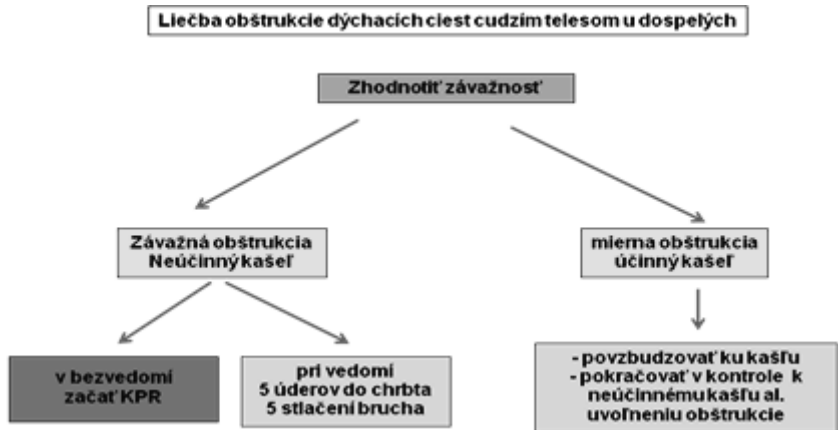 Liečba obštrukcie dýchacích ciest cudzím telesom u dospelých
Zhodnotiť závažnosť
Závažná obštrukcia
Neúčinný kašeľ
mierna obštrukcia
účinný kašeľ
v bezvedomí
začať KPR
pri vedomí
5 úderov do chrbta
5 stlačení brucha
- povzbudzovať ku kašľu
- pokračovať v kontrole k
neúčinnému kašľu al.
uvoľneniu obštrukcie